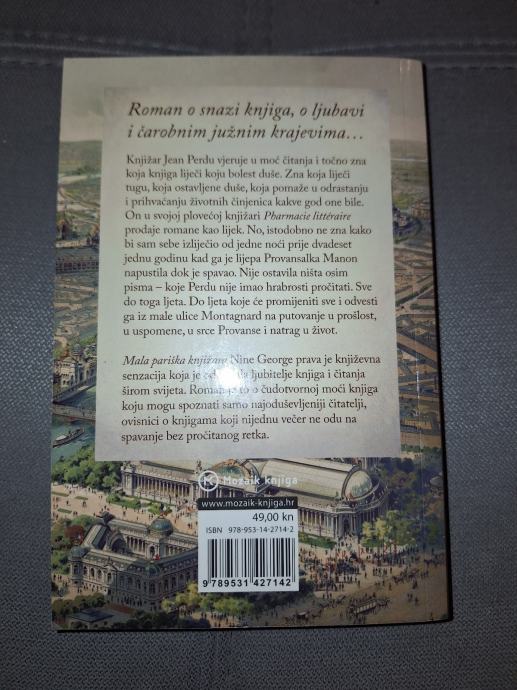 Roman o snazi knjiga, o ljubavi
i čarobnim južnim krajevima…
Knjižar Jean Perdu vjeruje u moć čitanja i točno zna
koja knjiga liječi koju bolest duše. Zna koja liječi
tugu, koja ostavljene duše, koja pomaže u odrastanju
i prihvaćanju životnih činjenica kakve god one bile.
On u svojoj plovećoj knjižari Pharmacie littéraire
prodaje romane kao lijek. No, istodobno ne zna kako
bi sam sebe izliječio od jedne noći prije dvadeset
jednu godinu kad ga je lijepa Provansalka Manon
napustila dok je spavao. Nije ostavila ništa osim
pisma – koje Perdu nije imao hrabrosti pročitati. Sve
do toga ljeta. Do ljeta koje će promijeniti sve i odvesti
ga iz male ulice Montagnard na putovanje u prošlost,
u uspomene, u srce Provanse i natrag u život.
Mala pariška knjižara Nine George prava je književna
senzacija koja je ljubitelje knjiga i čitanja
širom svijeta. Roman je to o čudotvornoj moći knjiga
koju mogu spoznati samo najoduševljeniji čitatelji,
ovisnici o knjigama koji nijednu večer ne odu na
spavanje bez pročitanog retka.
Mozaik knjiga
www.mozaik-knjiga.hr
49,00 kn
ISBN 978-953-14-2714-2
9 789531 427142